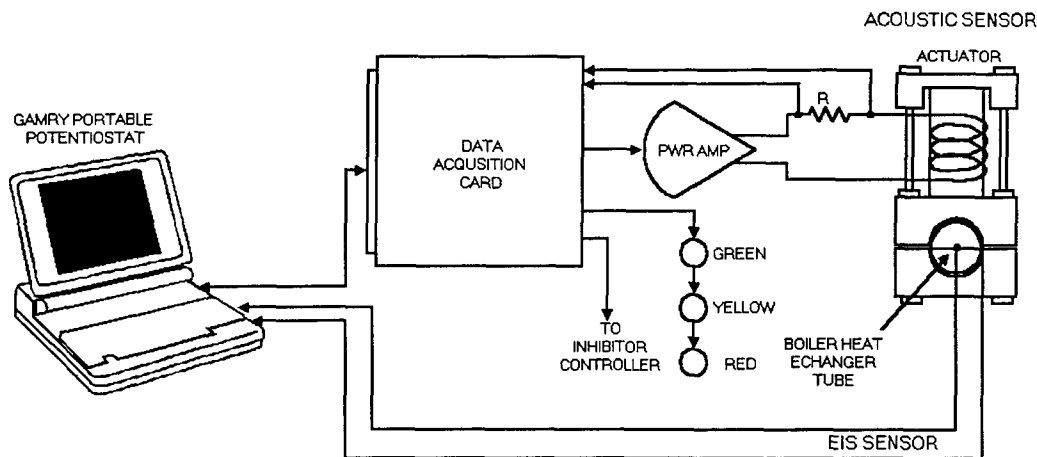 ACOUSTIC SENSOR
ACTUATOR
GAMRY PORTABLE
POTENTIOSTAT
R
DATA
ACQUSITION
CARD
PWR AMP
GREEN
YELLOW
RED
TO
INHIBITOR
CONTROLLER
BOILER HEAT
ECHANGER
TUBE
EIS SENSOR